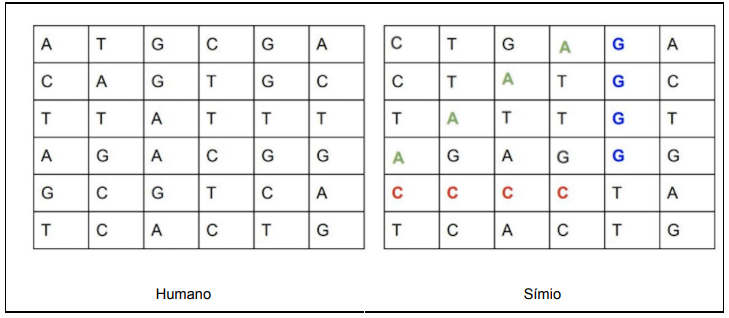 A T G C G A
C A G T G C
T T A T T T
A G A C G G
G C G T C A
T C A C T G
Humano
C T G A G A
C T A T G C
T A T T G T
A G A G G G
C C C C T A
T C A C T G
Símio